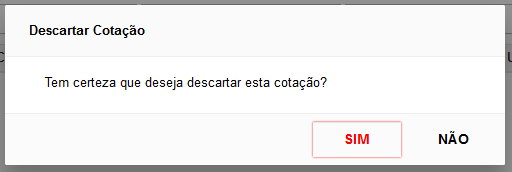 Descartar Cotação
Tem certeza que deseja descartar esta cotação?
SIM
NÃO